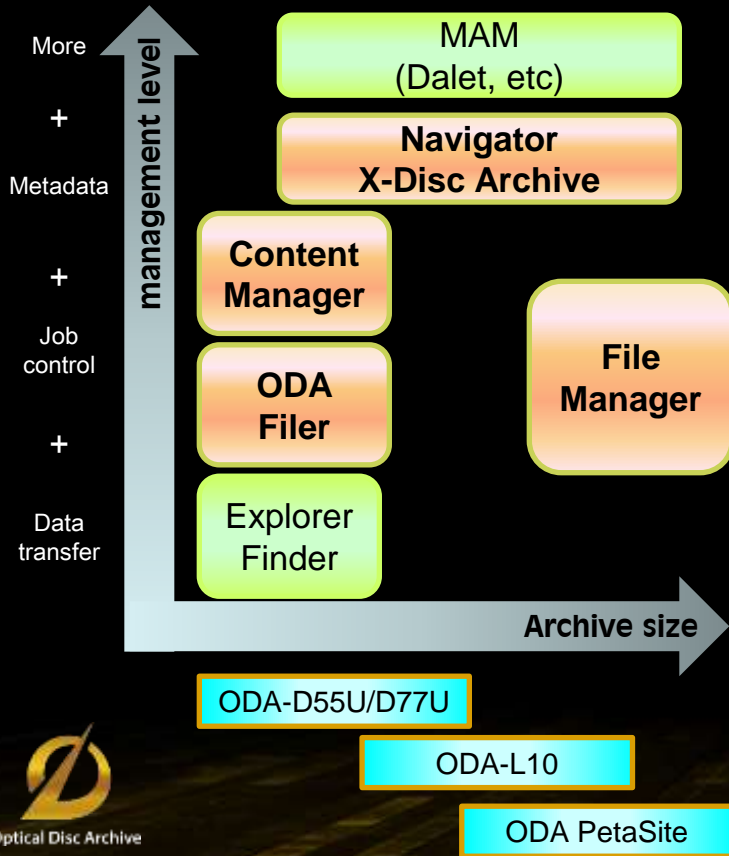 More
+
Metadata
+
Job
control
+
Data
transfer
management level
MAM
(Dalet, etc)
Navigator
X-Disc Archive
Content
Manager
File
Manager
ODA
Filer
Explorer
Finder
Archive size
ODA-D55U/D77U
ODA-L10
ODA PetaSite
Optical Disc Archive